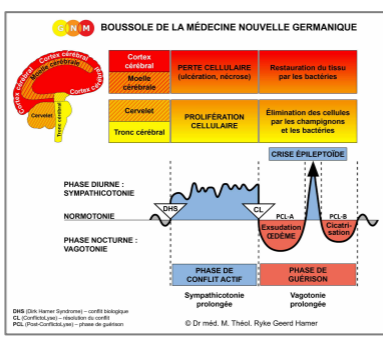 GNM BOUSSOLE DE LA MÉDECINE NOUVELLE GERMANIQUE
Cortex cérébral
Moelle cérébrale
Cortex cérébral
Cervelet
Tronc cérébral
Cortex
cérébral
Moelle
cérébrale
PERTE CELLULAIRE
(ulcération, nécrose)
Restauration du tissu
par les bactéries
Cervelet
Tronc cérébral
PROLIFÉRATION
CELLULAIRE
Élimination des cellules
par les champignons
et les bactéries
CRISE ÉPILEPTOÏDE
PHASE DIURNE :
SYMPATHICOTONIE
DHS
CL
PCL-A
PCL-B
NORMOTONIE
Exsudation
ŒDÈME
Cicatri-
sation
PHASE NOCTURNE :
VAGOTONIE
PHASE DE
CONFLIT ACTIF
PHASE DE
GUÉRISON
Sympathicotonie
prolongée
Vagotonie
prolongée
DHS (Dirk Hamer Syndrome) – conflit biologique
CL (ConflictoLyse) – résolution du conflit
PCL (Post-ConflictoLyse) – phase de guérison
© Dr méd. M. Théol. Ryke Geerd Hamer